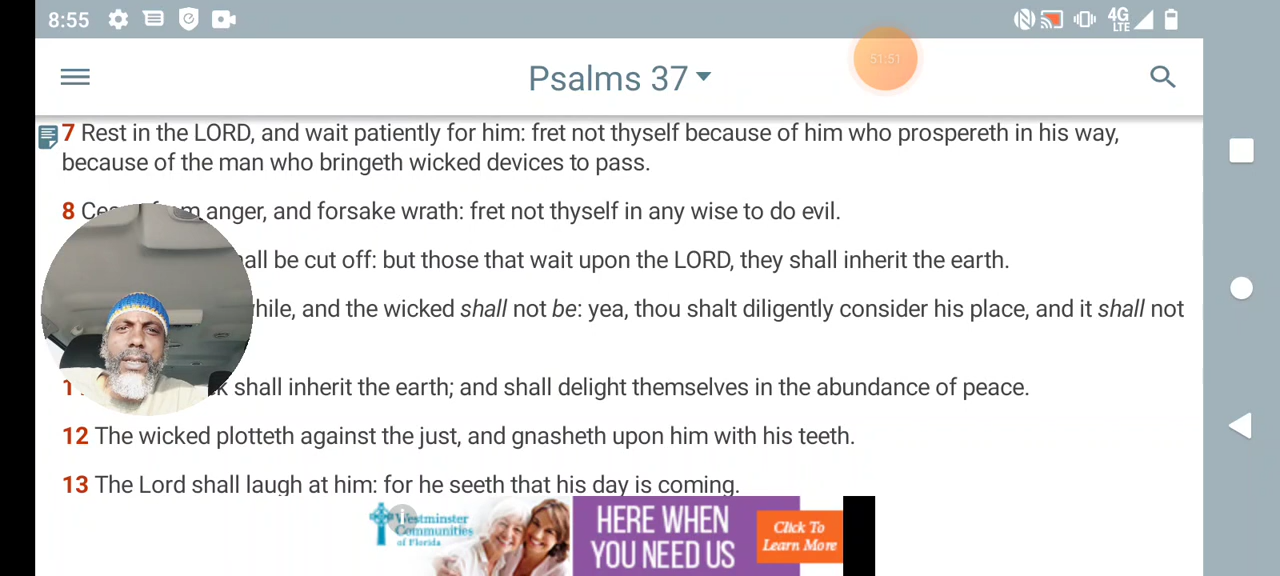 8:55
4G
LTE
Psalms 37
51:51
7 Rest in the LORD, and wait patiently for him: fret not thyself because of him who prospereth in his way,
because of the man who bringeth wicked devices to pass.
8 anger, and forsake wrath: fret not thyself in any wise to do evil.
be cut off: but those that wait upon the LORD, they shall inherit the earth.
and the wicked shall not be: yea, thou shalt diligently consider his place, and it shall not
shall inherit the earth; and shall delight themselves in the abundance of peace.
12 The wicked plotteth against the just, and gnasheth upon him with his teeth.
13 The Lord shall laugh at him: for he seeth that his day is coming.
Westminster
Communities
of Florida
HERE WHEN
YOU NEED US
Click To
Learn More